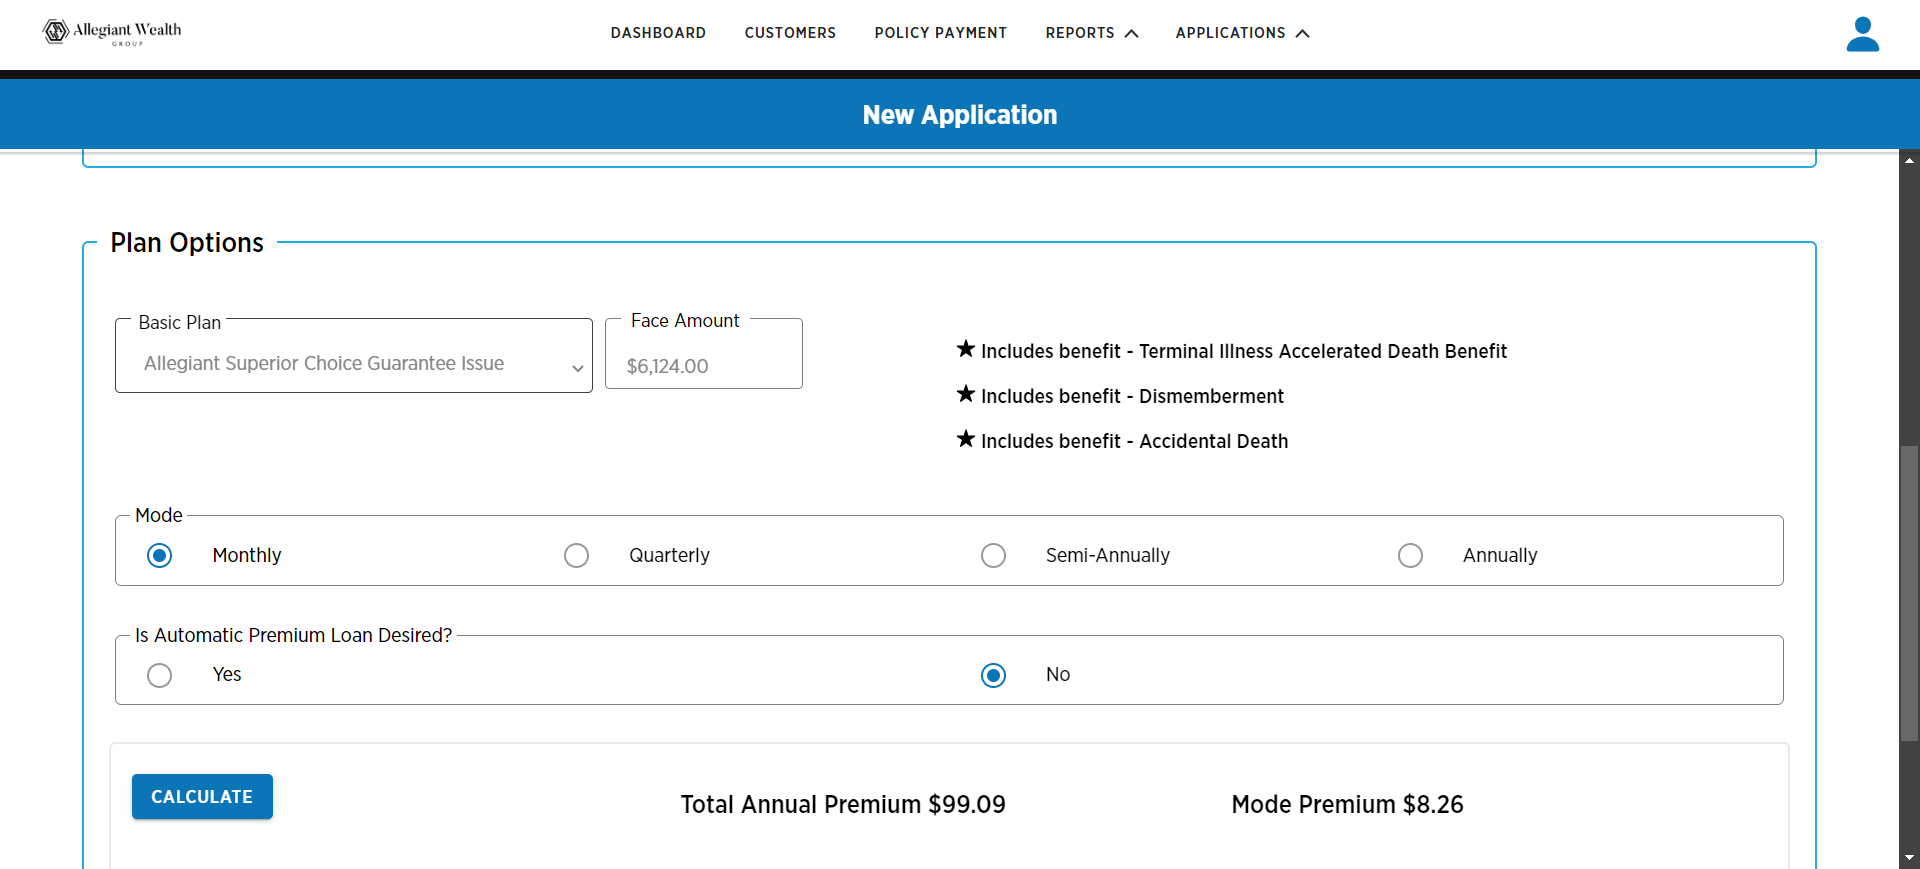 Allegiant Wealth
GROUP
DASHBOARD
CUSTOMERS
POLICY PAYMENT
REPORTS
APPLICATIONS
New Application
Plan Options
Basic Plan
Allegiant Superior Choice Guarantee Issue
Face Amount
$6,124.00
★ Includes benefit - Terminal Illness Accelerated Death Benefit
★ Includes benefit - Dismemberment
★ Includes benefit - Accidental Death
Mode
Monthly
Quarterly
Semi-Annually
Annually
Is Automatic Premium Loan Desired?
Yes
No
CALCULATE
Total Annual Premium $99.09
Mode Premium $8.26